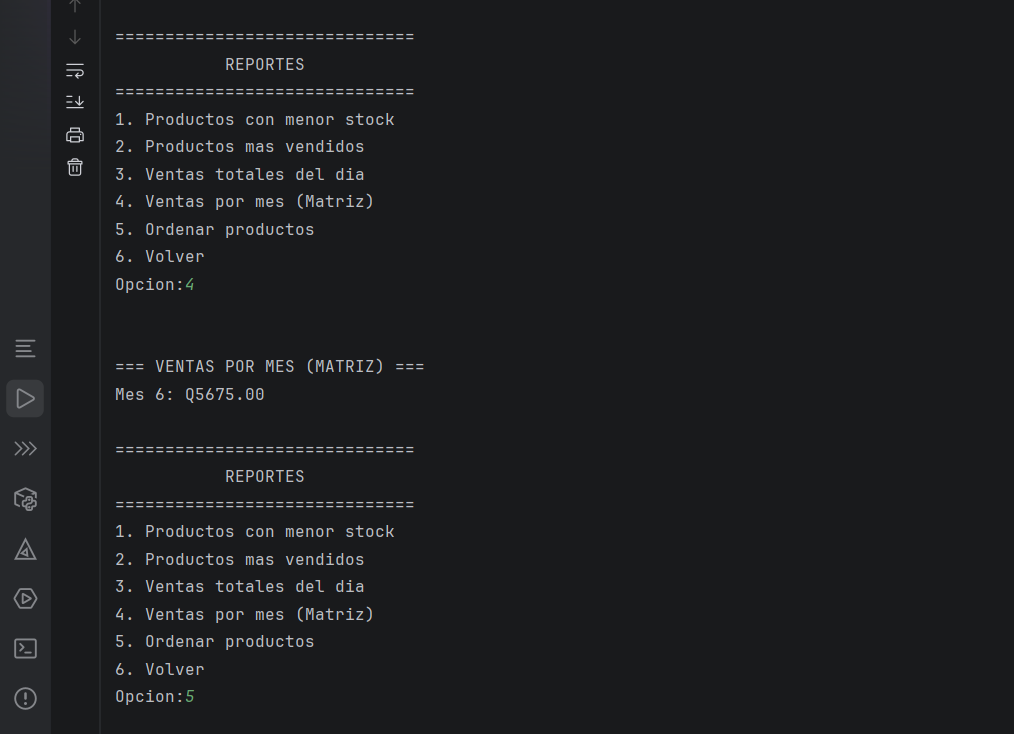 ==============================
REPORTES
==============================
1. Productos con menor stock
2. Productos mas vendidos
3. Ventas totales del dia
4. Ventas por mes (Matriz)
5. Ordenar productos
6. Volver
Opcion:4
=== VENTAS POR MES (MATRIZ) ===
Mes 6: Q5675.00
==============================
REPORTES
==============================
1. Productos con menor stock
2. Productos mas vendidos
3. Ventas totales del dia
4. Ventas por mes (Matriz)
5. Ordenar productos
6. Volver
Opcion:5